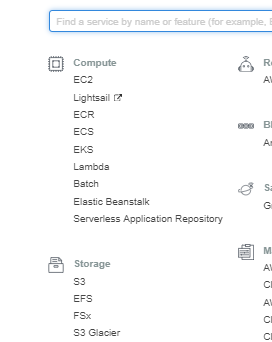 Find a service by name or feature (for example,
Compute
EC2
Lightsail
ECR
ECS
EKS
Lambda
Batch
Elastic Beanstalk
Serverless Application Repository
Storage
S3
EFS
FSx
S3 Glacier